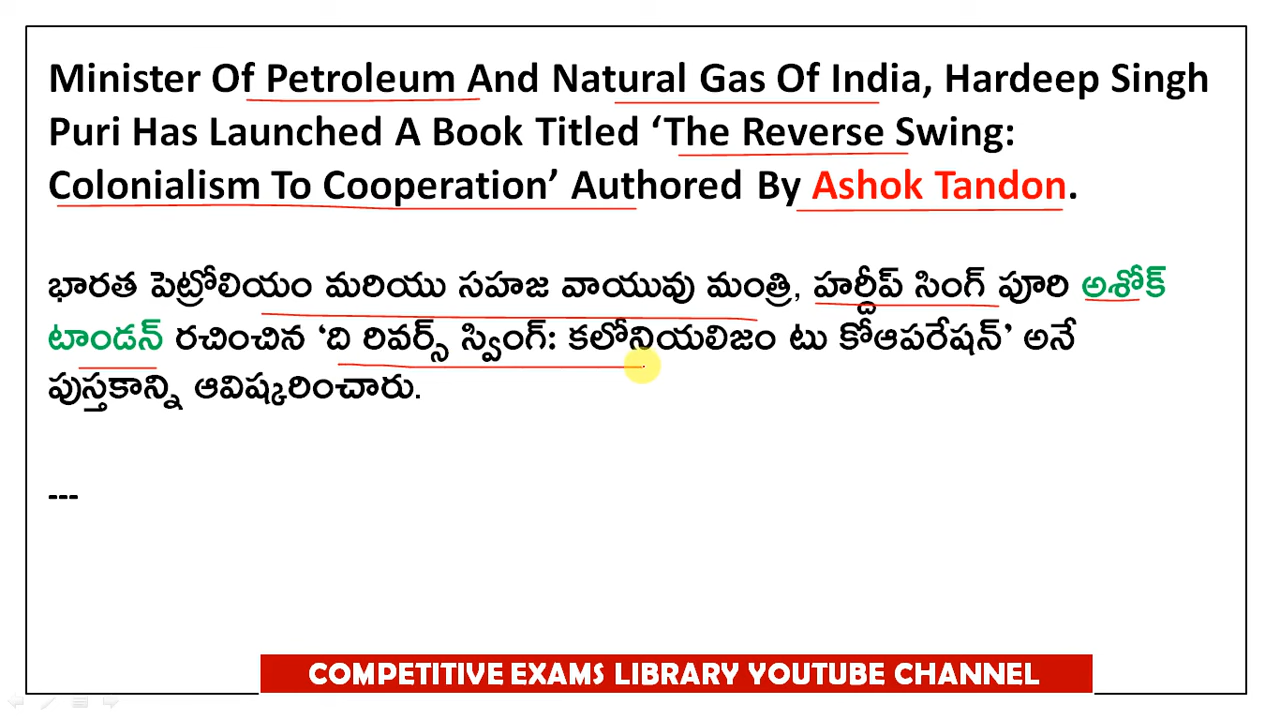 Minister Of Petroleum And Natural Gas Of India, Hardeep Singh
Puri Has Launched A Book Titled ‘The Reverse Swing:
Colonialism To Cooperation’ Authored By Ashok Tandon.
భారత పెట్రోలియం మరియు సహజ వాయువు మంత్రి, హర్దీప్ సింగ్ పూరి అశోక్
టాండన్ రచించిన ‘ది రివర్స్ స్వింగ్: కలోనియలిజం టు కోఆపరేషన్’ అనే
పుస్తకాన్ని ఆవిష్కరించారు.
---
COMPETITIVE EXAMS LIBRARY YOUTUBE CHANNEL